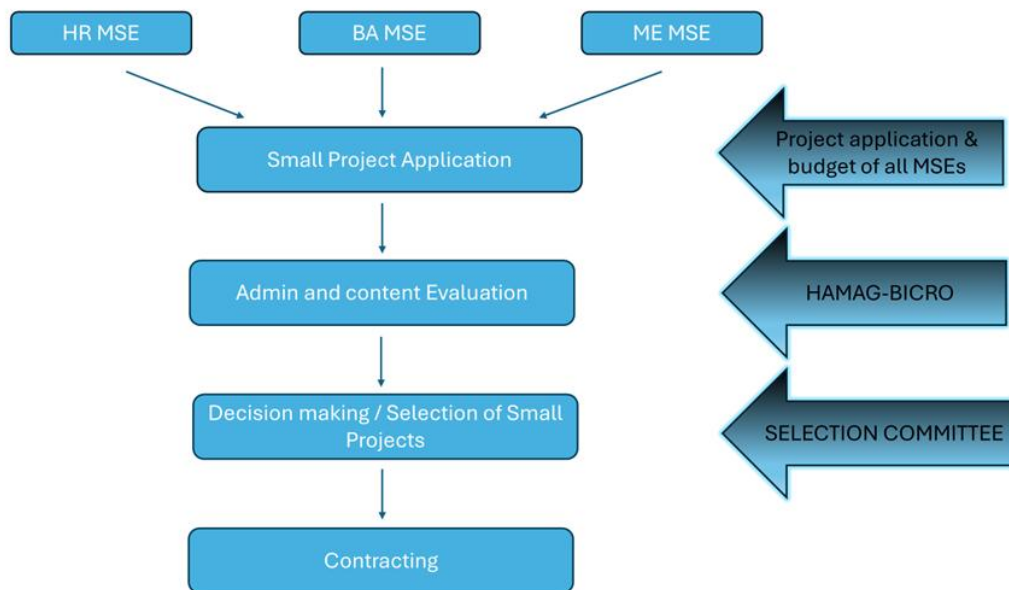 HR MSE
BA MSE
ME MSE
Small Project Application
Project application &
budget of all MSEs
Admin and content Evaluation
HAMAG-BICRO
Decision making / Selection of Small
Projects
SELECTION COMMITTEE
Contracting